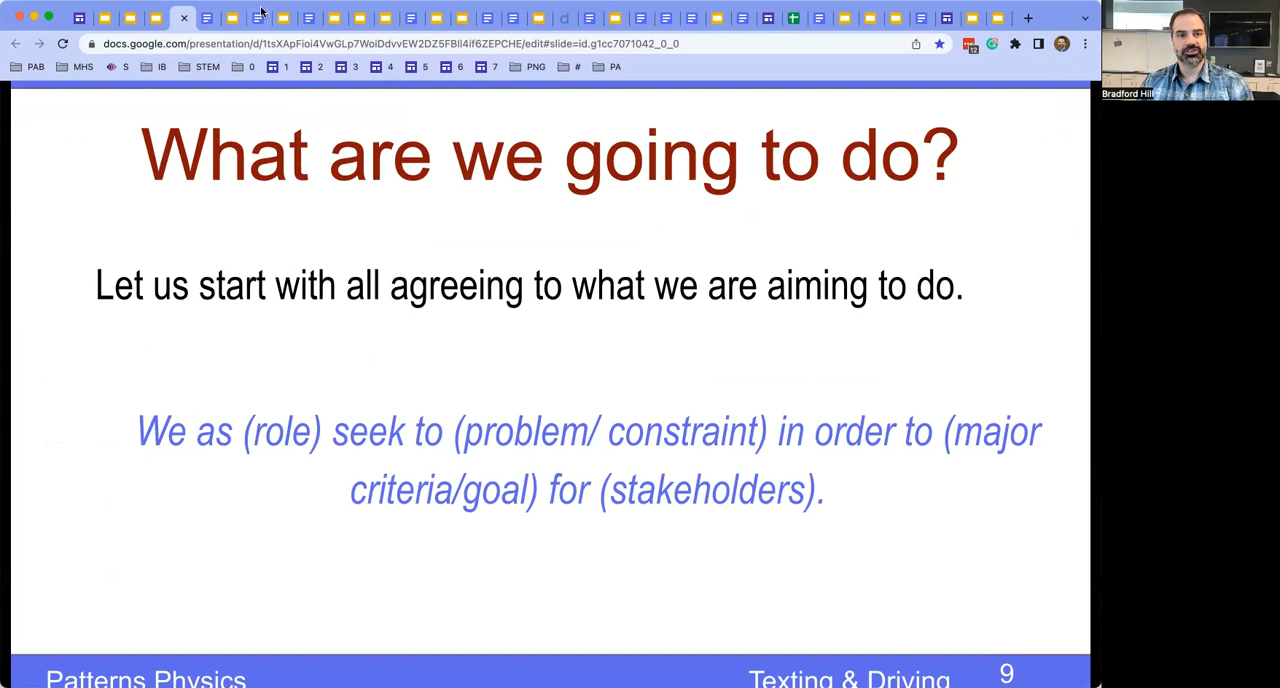 docs.google.com/presentation/d/1tsXApFioi4VwGLp7WoiDdvvEW2DZ5FBll4if6ZEPCHE/edit#slide=id.g1cc7071042_0_0
12
PAB MHS S IB STEM 0 1 2 3 4 5 6 7 PNG # PA
Bradford Hill
What are we going to do?
Let us start with all agreeing to what we are aiming to do.
We as (role) seek to (problem/ constraint) in order to (major
criteria/goal) for (stakeholders).
Patterns Physics Texting & Driving 9